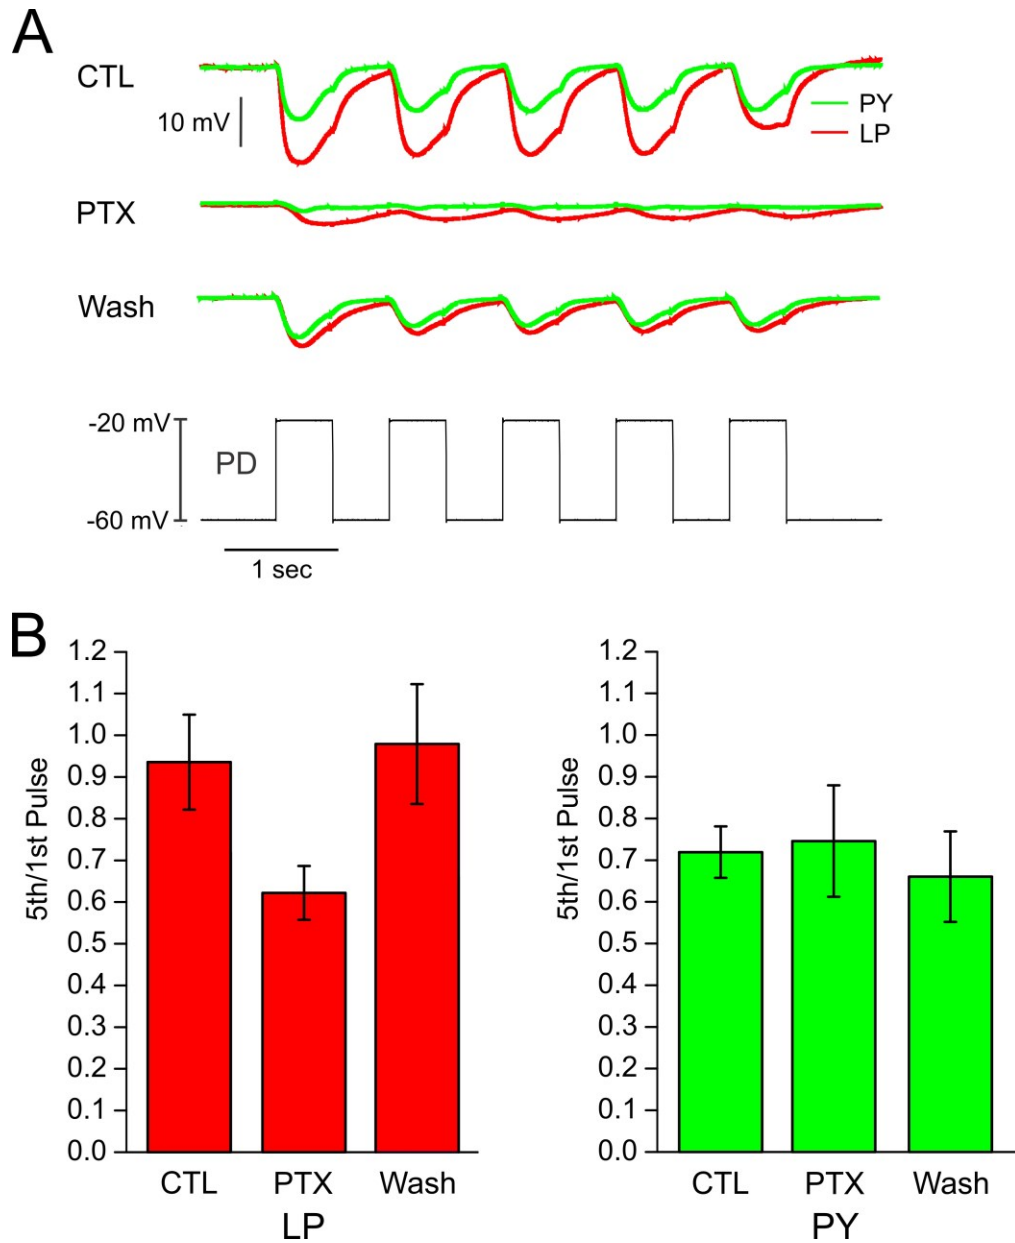 A
CTL
10 mV
PY
LP
PTX
Wash
-20 mV
PD
-60 mV
1 sec
B
1.2
1.1
1.0
0.9
0.8
0.7
0.6
0.5
0.4
0.3
0.2
0.1
0.0
5th/1st Pulse
CTL PTX Wash
LP
1.2
1.1
1.0
0.9
0.8
0.7
0.6
0.5
0.4
0.3
0.2
0.1
0.0
5th/1st Pulse
CTL PTX Wash
PY